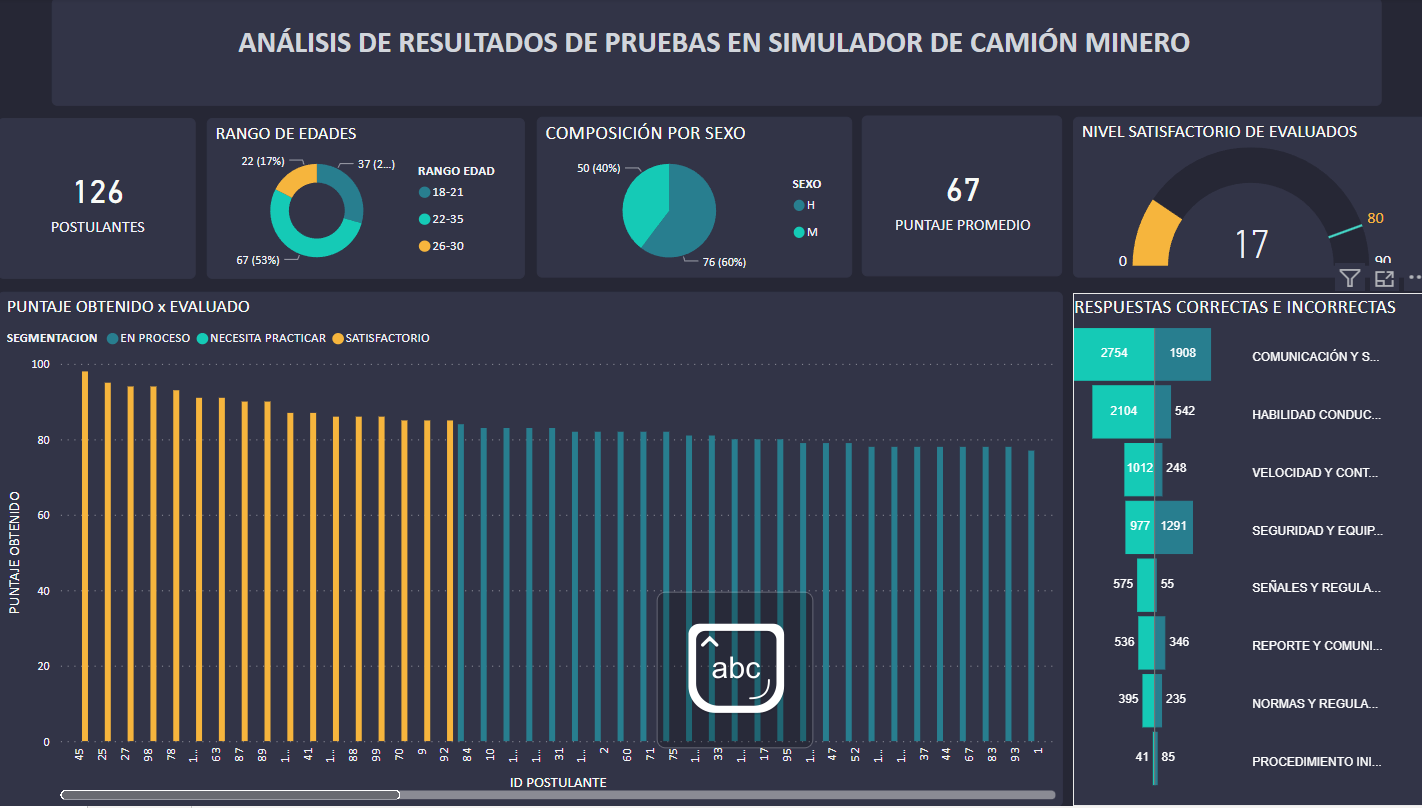 ANÁLISIS DE RESULTADOS DE PRUEBAS EN SIMULADOR DE CAMIÓN MINERO
126
POSTULANTES
RANGO DE EDADES
22 (17%)
37 (2...)
67 (53%)
RANGO EDAD
18-21
22-35
26-30
COMPOSICIÓN POR SEXO
50 (40%)
76 (60%)
SEXO
H
M
67
PUNTAJE PROMEDIO
NIVEL SATISFACTORIO DE EVALUADOS
80
17
0
90
PUNTAJE OBTENIDO x EVALUADO
SEGMENTACION EN PROCESO NECESITA PRACTICAR SATISFACTORIO
100
80
60
40
20
0
PUNTAJE OBTENIDO
45 25 27 98 78 1... 63 87 89 1... 41 1... 88 99 70 9 92 84 10 1... 1... 31 1... 2 60 71 75 1... 33 1... 17 95 1... 47 52 1... 1... 37 44 67 83 93 1
ID POSTULANTE
abc
RESPUESTAS CORRECTAS E INCORRECTAS
2754 1908 COMUNICACIÓN Y S...
2104 542 HABILIDAD CONDUC...
1012 248 VELOCIDAD Y CONT...
977 1291 SEGURIDAD Y EQUIP...
575 55 SEÑALES Y REGULA...
536 346 REPORTE Y COMUNI...
395 235 NORMAS Y REGULA...
41 85 PROCEDIMIENTO INI...